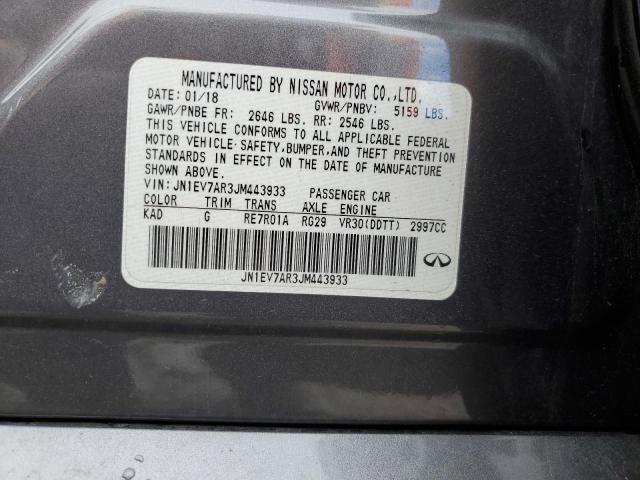 MANUFACTURED BY NISSAN MOTOR CO.,LTD.
DATE: 01/18 GVWR/PNBV: 5159 LBS.
GAWR/PNBE FR: 2646 LBS. RR: 2546 LBS.
THIS VEHICLE CONFORMS TO ALL APPLICABLE FEDERAL
MOTOR VEHICLE-SAFETY,BUMPER,AND THEFT PREVENTION
STANDARDS IN EFFECT ON THE DATE OF MANUFACTURE
SHOWN ABOVE.
VIN: JN1EV7AR3JM443933 PASSENGER CAR
COLOR TRIM TRANS AXLE ENGINE
KAD G RE7R01A RG29 VR30(DDTT) 2997CC
JN1EV7AR3JM443933